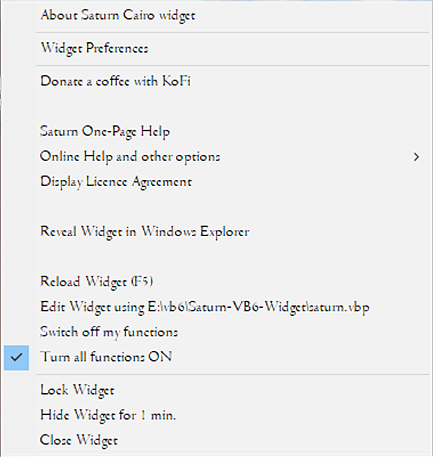 About Saturn Cairo widget
Widget Preferences
Donate a coffee with KoFi
Saturn One-Page Help
Online Help and other options
Display Licence Agreement
Reveal Widget in Windows Explorer
Reload Widget (F5)
Edit Widget using E:\vb6\Saturn-VB6-Widget\saturn.vbp
Switch off my functions
Turn all functions ON
Lock Widget
Hide Widget for 1 min.
Close Widget